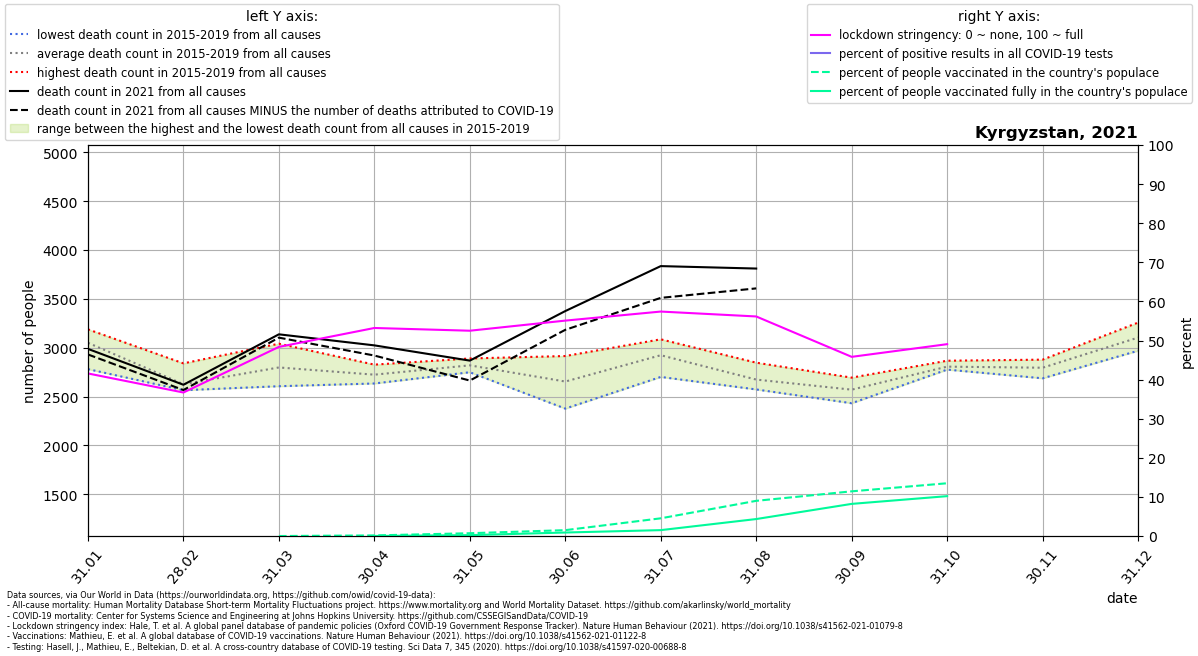 left Y axis:
lowest death count in 2015-2019 from all causes
average death count in 2015-2019 from all causes
highest death count in 2015-2019 from all causes
death count in 2021 from all causes
death count in 2021 from all causes MINUS the number of deaths attributed to COVID-19
range between the highest and the lowest death count from all causes in 2015-2019
right Y axis:
lockdown stringency: 0 ~ none, 100 ~ full
percent of positive results in all COVID-19 tests
percent of people vaccinated in the country's populace
percent of people vaccinated fully in the country's populace
Kyrgyzstan, 2021
5000
4500
4000
3500
3000
2500
2000
1500
number of people
100
90
80
70
60
50
40
30
20
10
0
percent
31.01
28.02
31.03
30.04
31.05
30.06
31.07
31.08
30.09
31.10
30.11
31.12
date
Data sources, via Our World in Data (https://ourworldindata.org, https://github.com/owid/covid-19-data):
- All-cause mortality: Human Mortality Database Short-term Mortality Fluctuations project. https://www.mortality.org and World Mortality Dataset. https://github.com/akarlinsky/world_mortality
- COVID-19 mortality: Center for Systems Science and Engineering at Johns Hopkins University. https://github.com/CSSEGISandData/COVID-19
- Lockdown stringency index: Hale, T. et al. A global panel database of pandemic policies (Oxford COVID-19 Government Response Tracker). Nature Human Behaviour (2021). https://doi.org/10.1038/s41562-021-01079-8
- Vaccinations: Mathieu, E. et al. A global database of COVID-19 vaccinations. Nature Human Behaviour (2021). https://doi.org/10.1038/s41562-021-01122-8
- Testing: Hasell, J., Mathieu, E., Beltekian, D. et al. A cross-country database of COVID-19 testing. Sci Data 7, 345 (2020). https://doi.org/10.1038/s41597-020-00688-8